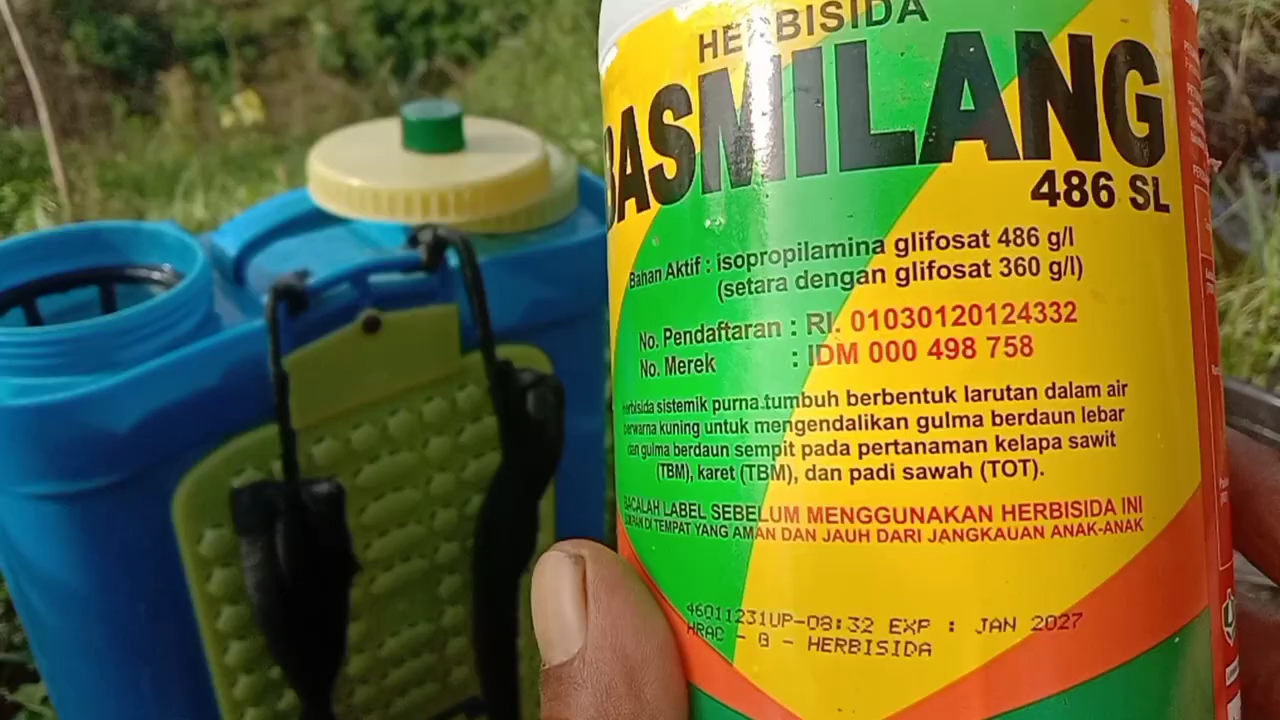 HERBISIDA
BASMILANG
486 SL
Bahan Aktif : isopropilamina glifosat 486 g/l
(setara dengan glifosat 360 g/l)
No. Pendaftaran : RI. 01030120124332
No. Merek : IDM 000 498 758
herbisida sistemik purna tumbuh berbentuk larutan dalam air
berwarna kuning untuk mengendalikan gulma berdaun lebar
dan gulma berdaun sempit pada pertanaman kelapa sawit
(TBM), karet (TBM), dan padi sawah (TOT).
BACALAH LABEL SEBELUM MENGGUNAKAN HERBISIDA INI
SIMPAN DI TEMPAT YANG AMAN DAN JAUH DARI JANGKAUAN ANAK-ANAK
46011231UP-08:32 EXP : JAN 2027
HRAC - G - HERBISIDA